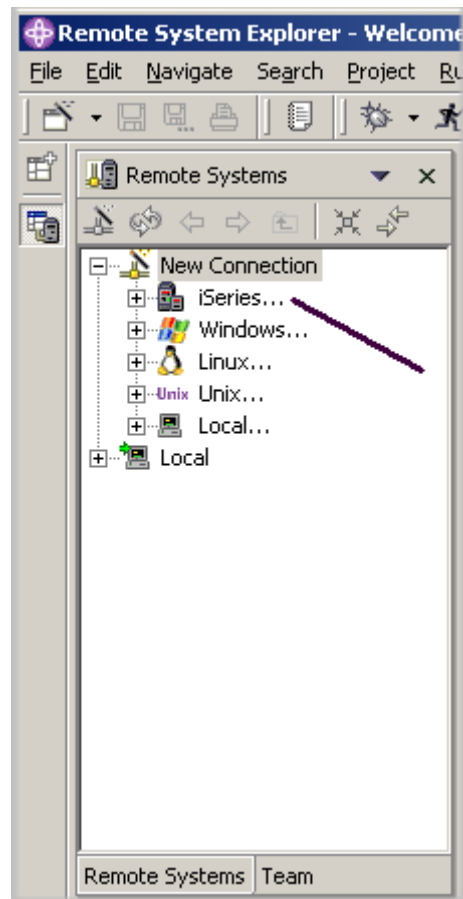 Remote System Explorer - Welcome
File Edit Navigate Search Project Ru
Remote Systems
New Connection
iSeries...
Windows...
Linux...
Unix Unix...
Local...
Local
Remote Systems Team